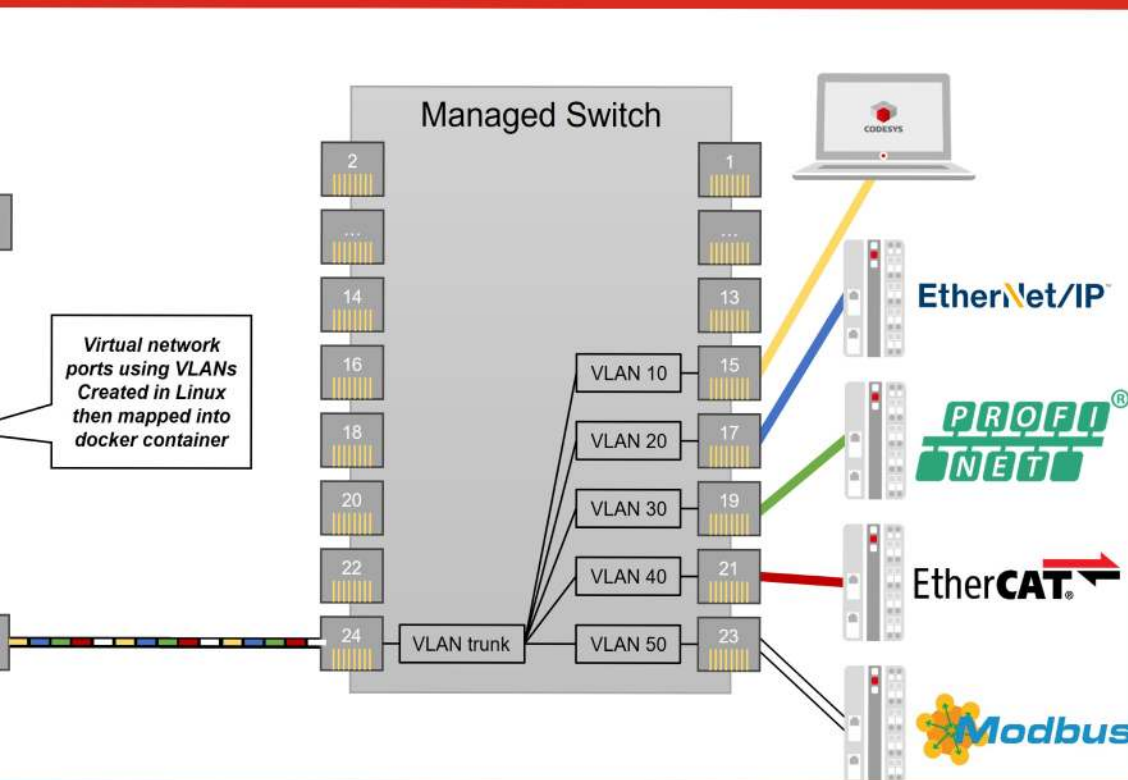 Managed Switch
2
1
CODESYS
...
...
14
13
EtherNet/IP™
Virtual network
ports using VLANs
Created in Linux
then mapped into
docker container
16
VLAN 10
15
18
VLAN 20
17
PROFI
NET®
20
VLAN 30
19
22
VLAN 40
21
EtherCAT®
24
VLAN trunk
VLAN 50
23
Modbus